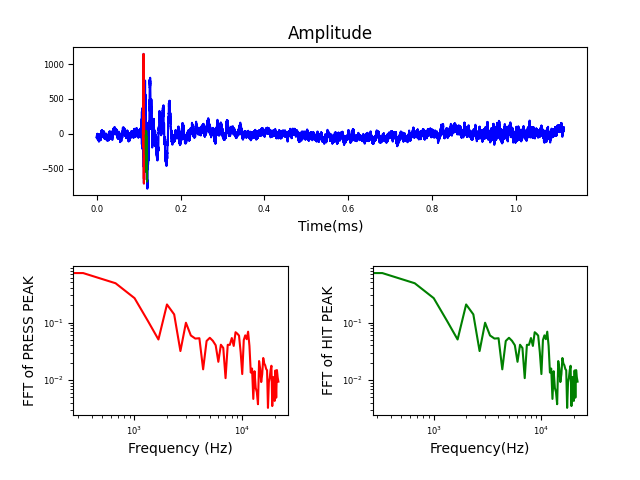 Amplitude
1000
500
0
−500
0.0 0.2 0.4 0.6 0.8 1.0
Time(ms)
FFT of PRESS PEAK
10⁻¹
10⁻²
10³ 10⁴
Frequency (Hz)
FFT of HIT PEAK
10⁻¹
10⁻²
10³ 10⁴
Frequency(Hz)